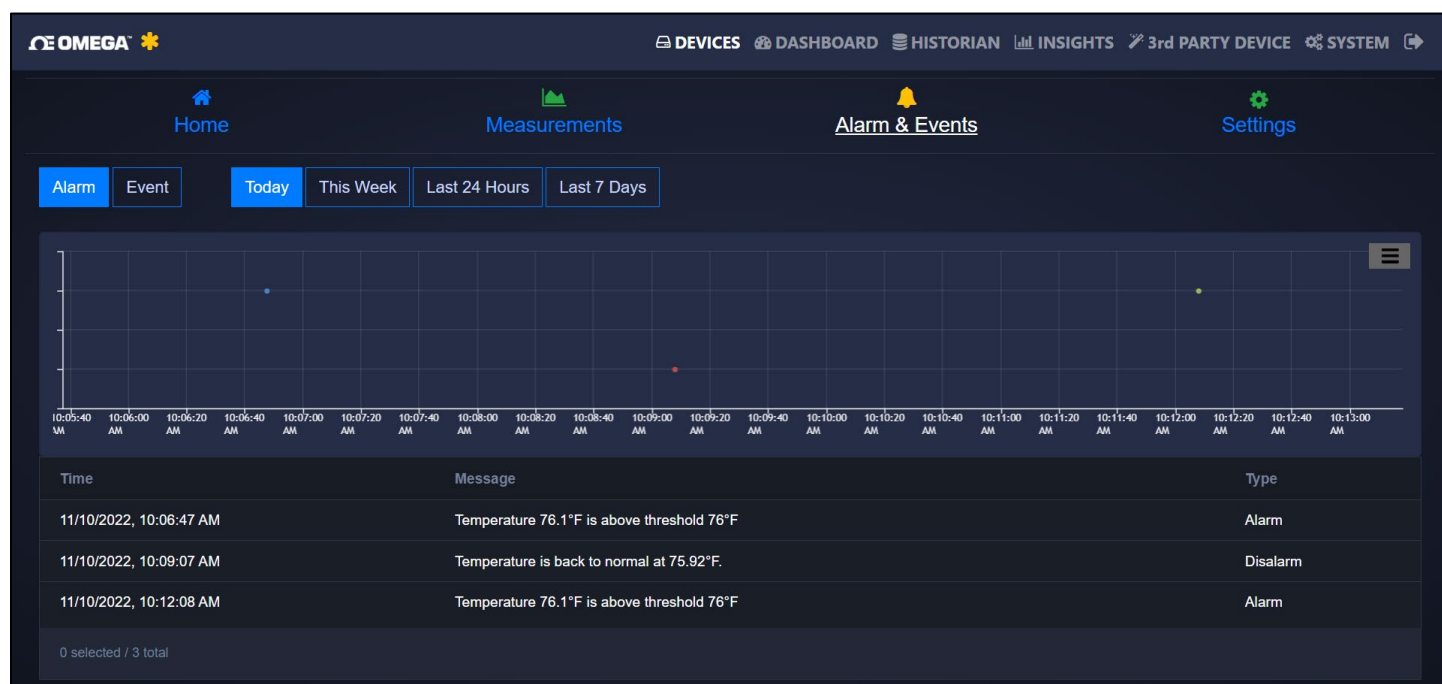 OMEGA™ DEVICES DASHBOARD HISTORIAN INSIGHTS 3rd PARTY DEVICE SYSTEM
Home Measurements Alarm & Events Settings
Alarm Event Today This Week Last 24 Hours Last 7 Days
10:05:40 10:06:00 10:06:20 10:06:40 10:07:00 10:07:20 10:07:40 10:08:00 10:08:20 10:08:40 10:09:00 10:09:20 10:09:40 10:10:00 10:10:20 10:10:40 10:11:00 10:11:20 10:11:40 10:12:00 10:12:20 10:12:40 10:13:00
AM AM AM AM AM AM AM AM AM AM AM AM AM AM AM AM AM AM AM AM AM AM AM
Time Message Type
11/10/2022, 10:06:47 AM Temperature 76.1°F is above threshold 76°F Alarm
11/10/2022, 10:09:07 AM Temperature is back to normal at 75.92°F. Disalarm
11/10/2022, 10:12:08 AM Temperature 76.1°F is above threshold 76°F Alarm
0 selected / 3 total